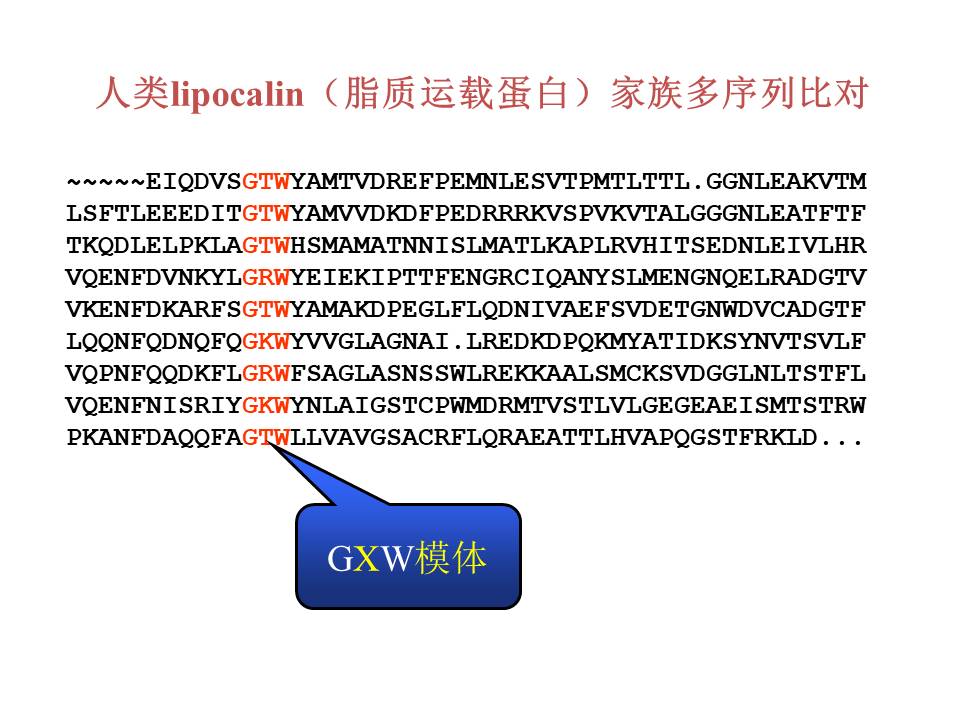 人类lipocalin（脂质运载蛋白）家族多序列比对
~~~~~EIQDVSGTWYAMTVDREFPEMNLESVTPMTLTTL.GGNLEAKVTM
LSFTLEEEDITGTWYAMVVDKDFPEDRRRKVSPVKVTALGGGNLEATFTF
TKQDLELPKLAGTWHSMAMATNNISLMATLKAPLRVHITSEDNLEIVLHR
VQENFDVNKYLGRWYEIEKIPTTFENGRCIQANYSLMENGNQELRADGTV
VKENFDKARFSGTWYAMAKDPEGLFLQDNIVAEFSVDETGNWDVCADGTF
LQQNFQDNQFQGKWYVVGLAGNAI.LREDKDPQKMYATIDKSYNVTSVLF
VQPNFQQDKFLGRWFSAGLASNSSWLREKKAALSMCKSVDGGLNLTSTFL
VQENFNISRIYGKWYNLAIGSTCPWMDRMTVSTLVLGEGEAEISMTSTRW
PKANFDAQQFAGTWLLVAVGSACRFLQRAEATTLHVAPQGSTFRKLD...
GXW模体